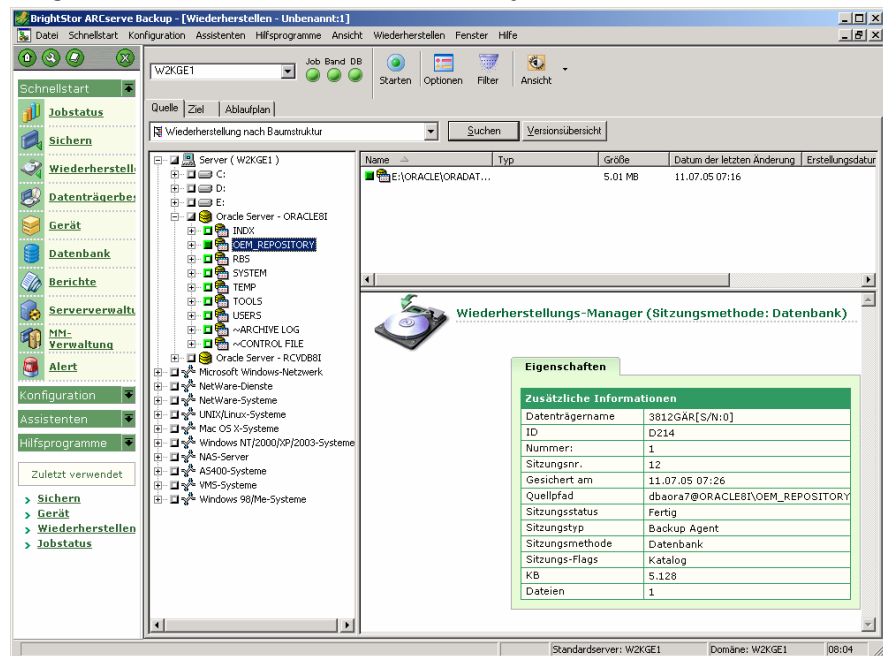 BrightStor ARCserve Backup - [Wiederherstellen - Unbenannt:1]
Datei Schnellstart Konfiguration Assistenten Hilfsprogramme Ansicht Wiederherstellen Fenster Hilfe
W2KGE1
Job Band DB
Starten Optionen Filter Ansicht
Schnellstart
Jobstatus
Sichern
Wiederherstell
Datenträgerbe
Gerät
Datenbank
Berichte
Serververwaltu
MM-
Verwaltung
Alert
Konfiguration
Assistenten
Hilfsprogramme
Zuletzt verwendet
Sichern
Gerät
Wiederherstellen
Jobstatus
Quelle Ziel Ablaufplan
Wiederherstellung nach Baumstruktur
Suchen Versionsübersicht
Server ( W2KGE1 )
C:
D:
E:
Oracle Server - ORACLE8I
INDX
OEM_REPOSITORY
RBS
SYSTEM
TEMP
TOOLS
USERS
~ARCHIVE LOG
~CONTROL FILE
Oracle Server - RCVDB8I
Microsoft Windows-Netzwerk
NetWare-Dienste
NetWare-Systeme
UNIX/Linux-Systeme
Mac OS X-Systeme
Windows NT/2000/XP/2003-Systeme
NAS-Server
AS400-Systeme
VMS-Systeme
Windows 98/Me-Systeme
Name Typ Größe Datum der letzten Änderung Erstellungsdatur
E:\ORACLE\ORADAT... 5.01 MB 11.07.05 07:16
Wiederherstellungs-Manager (Sitzungsmethode: Datenbank)
Eigenschaften
Zusätzliche Informationen
Datenträgername 3812GÄR[S/N:0]
ID D214
Nummer: 1
Sitzungsnr. 12
Gesichert am 11.07.05 07:26
Quellpfad dbaora7@ORACLE8I\OEM_REPOSITORY
Sitzungsstatus Fertig
Sitzungstyp Backup Agent
Sitzungsmethode Datenbank
Sitzungs-Flags Katalog
KB 5.128
Dateien 1
Standardserver: W2KGE1 Domäne: W2KGE1 08:04